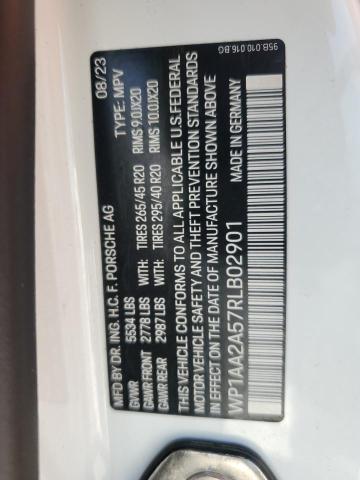 95B.010.016.BG
MFD BY DR. ING. H.C. F. PORSCHE AG 08/23
GVWR 5534 LBS TYPE: MPV
GAWR FRONT 2778 LBS WITH: TIRES 265/45 R20 RIMS 9.0JX20
GAWR REAR 2987 LBS WITH: TIRES 295/40 R20 RIMS 10.0JX20
THIS VEHICLE CONFORMS TO ALL APPLICABLE U.S.FEDERAL
MOTOR VEHICLE SAFETY AND THEFT PREVENTION STANDARDS
IN EFFECT ON THE DATE OF MANUFACTURE SHOWN ABOVE
WP1AA2A57RLB02901 MADE IN GERMANY